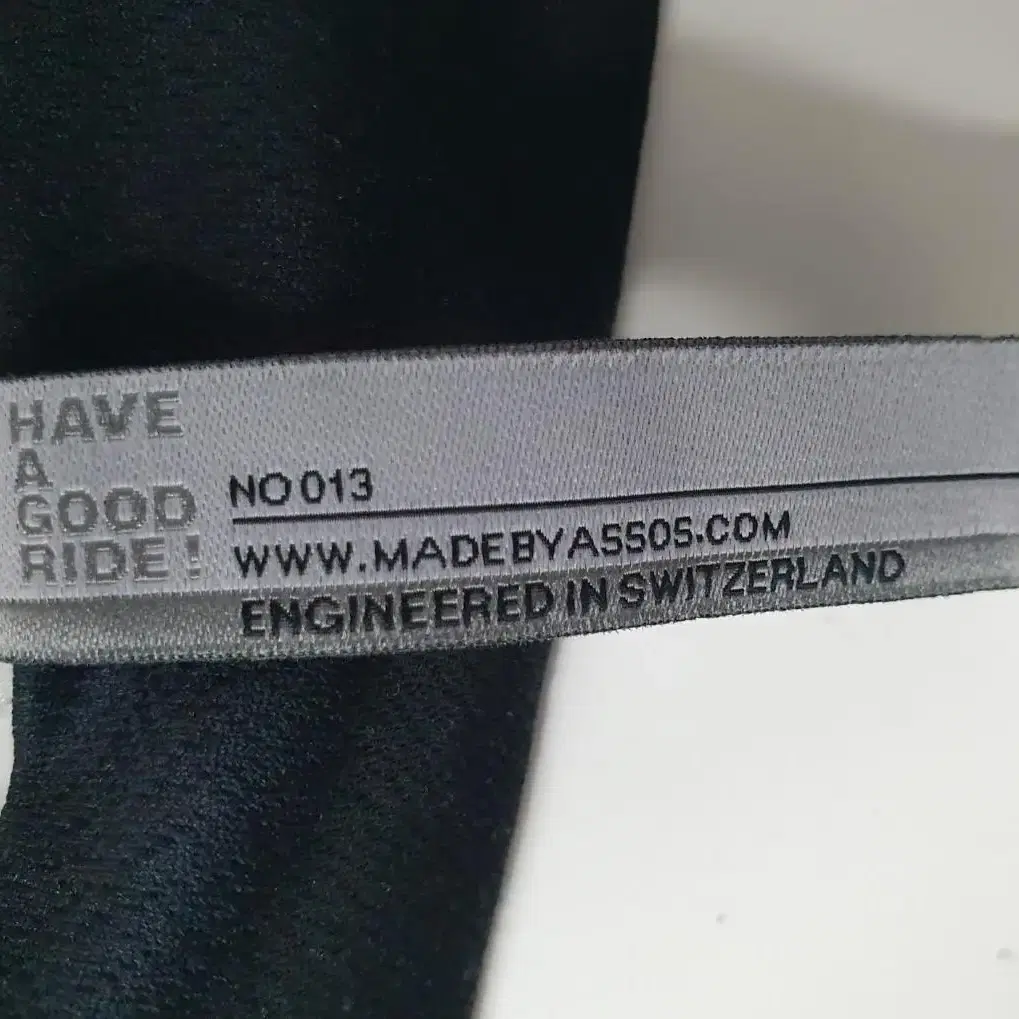 HAVE
A
GOOD
RIDE!
NO 013
WWW.MADEBYASSOS.COM
ENGINEERED IN SWITZERLAND